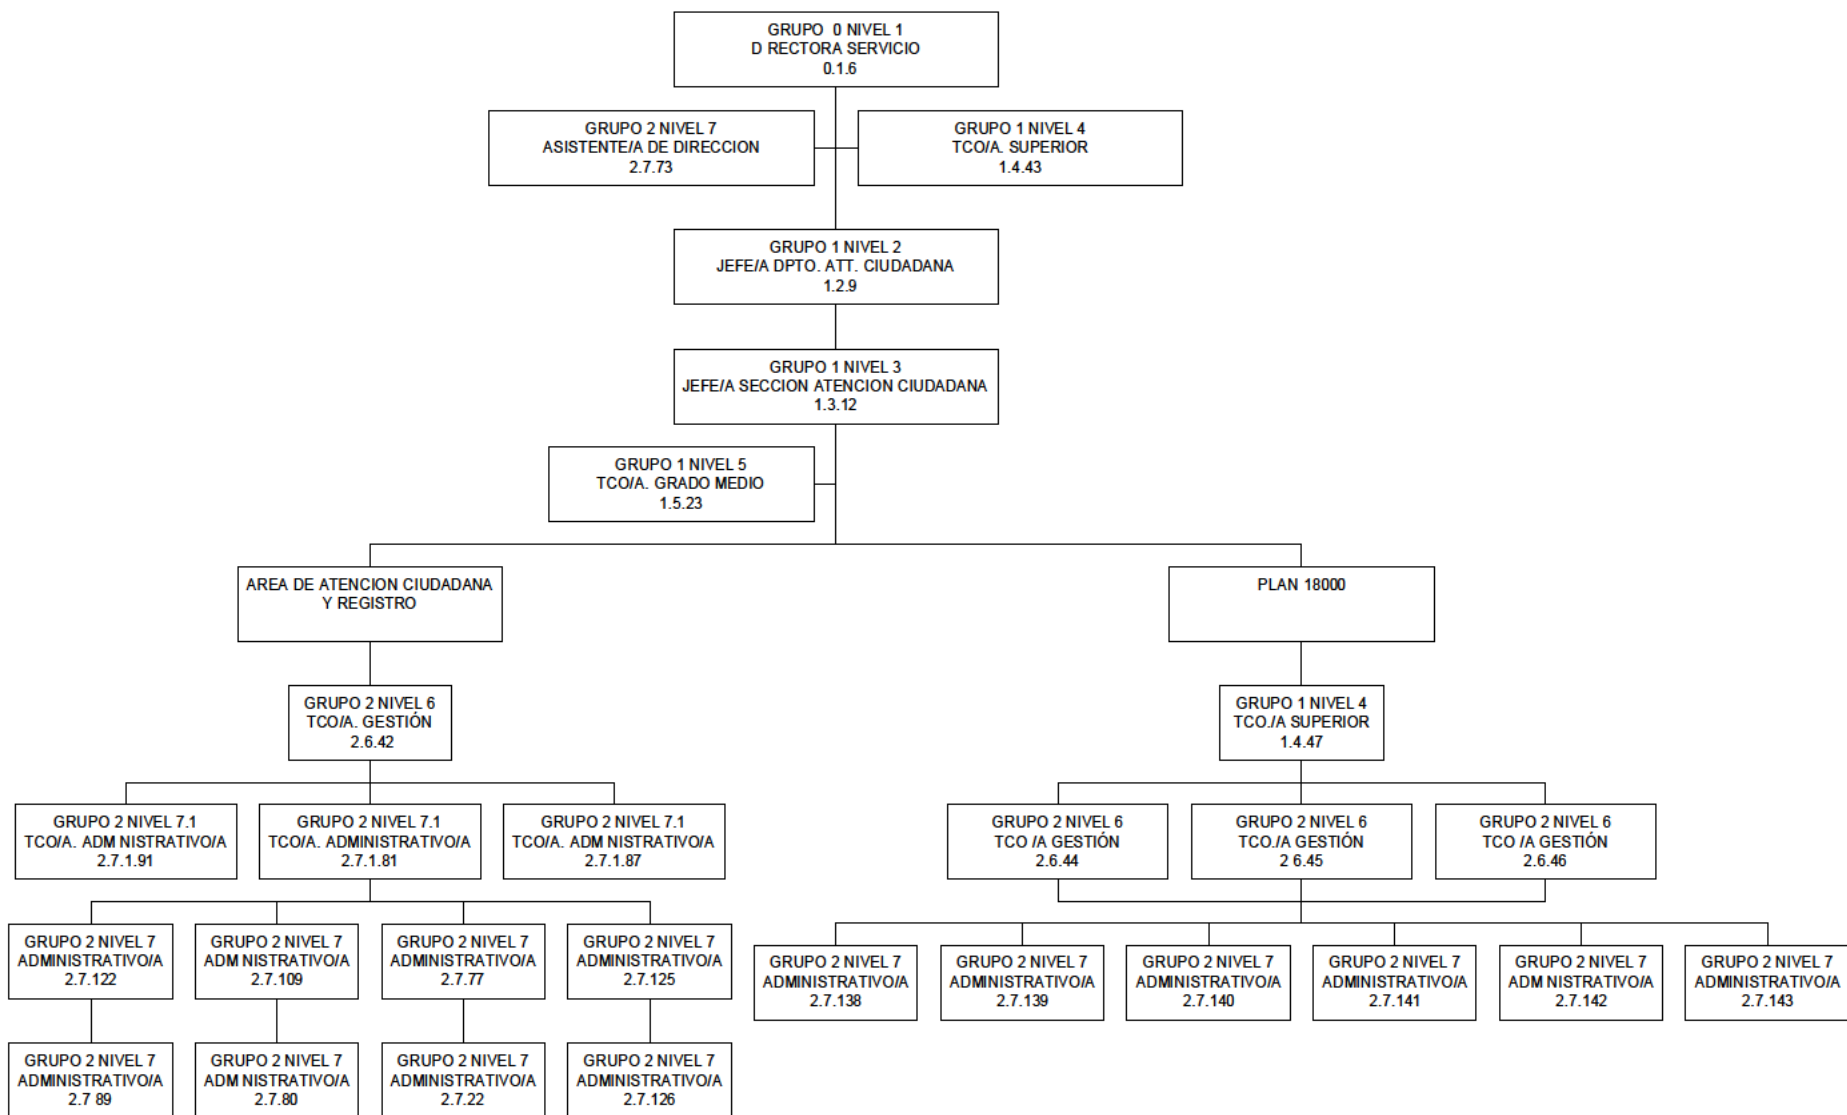 GRUPO 0 NIVEL 1
D RECTORA SERVICIO
0.1.6
GRUPO 2 NIVEL 7
ASISTENTE/A DE DIRECCION
2.7.73
GRUPO 1 NIVEL 4
TCO/A. SUPERIOR
1.4.43
GRUPO 1 NIVEL 2
JEFE/A DPTO. ATT. CIUDADANA
1.2.9
GRUPO 1 NIVEL 3
JEFE/A SECCION ATENCION CIUDADANA
1.3.12
GRUPO 1 NIVEL 5
TCO/A. GRADO MEDIO
1.5.23
AREA DE ATENCION CIUDADANA
Y REGISTRO
PLAN 18000
GRUPO 2 NIVEL 6
TCO/A. GESTIÓN
2.6.42
GRUPO 1 NIVEL 4
TCO./A SUPERIOR
1.4.47
GRUPO 2 NIVEL 7.1
TCO/A. ADM NISTRATIVO/A
2.7.1.91
GRUPO 2 NIVEL 7.1
TCO/A. ADMINISTRATIVO/A
2.7.1.81
GRUPO 2 NIVEL 7.1
TCO/A. ADM NISTRATIVO/A
2.7.1.87
GRUPO 2 NIVEL 6
TCO /A GESTIÓN
2.6.44
GRUPO 2 NIVEL 6
TCO./A GESTIÓN
2 6.45
GRUPO 2 NIVEL 6
TCO /A GESTIÓN
2.6.46
GRUPO 2 NIVEL 7
ADMINISTRATIVO/A
2.7.122
GRUPO 2 NIVEL 7
ADM NISTRATIVO/A
2.7.109
GRUPO 2 NIVEL 7
ADMINISTRATIVO/A
2.7.77
GRUPO 2 NIVEL 7
ADMINISTRATIVO/A
2.7.125
GRUPO 2 NIVEL 7
ADMINISTRATIVO/A
2.7.138
GRUPO 2 NIVEL 7
ADMINISTRATIVO/A
2.7.139
GRUPO 2 NIVEL 7
ADMINISTRATIVO/A
2.7.140
GRUPO 2 NIVEL 7
ADMINISTRATIVO/A
2.7.141
GRUPO 2 NIVEL 7
ADM NISTRATIVO/A
2.7.142
GRUPO 2 NIVEL 7
ADMINISTRATIVO/A
2.7.143
GRUPO 2 NIVEL 7
ADMINISTRATIVO/A
2.7 89
GRUPO 2 NIVEL 7
ADM NISTRATIVO/A
2.7.80
GRUPO 2 NIVEL 7
ADMINISTRATIVO/A
2.7.22
GRUPO 2 NIVEL 7
ADMINISTRATIVO/A
2.7.126